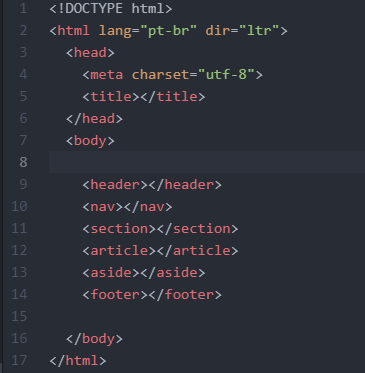 1 <!DOCTYPE html>
2 <html lang="pt-br" dir="ltr">
3 <head>
4 <meta charset="utf-8">
5 <title></title>
6 </head>
7 <body>
8
9 <header></header>
10 <nav></nav>
11 <section></section>
12 <article></article>
13 <aside></aside>
14 <footer></footer>
15
16 </body>
17 </html>